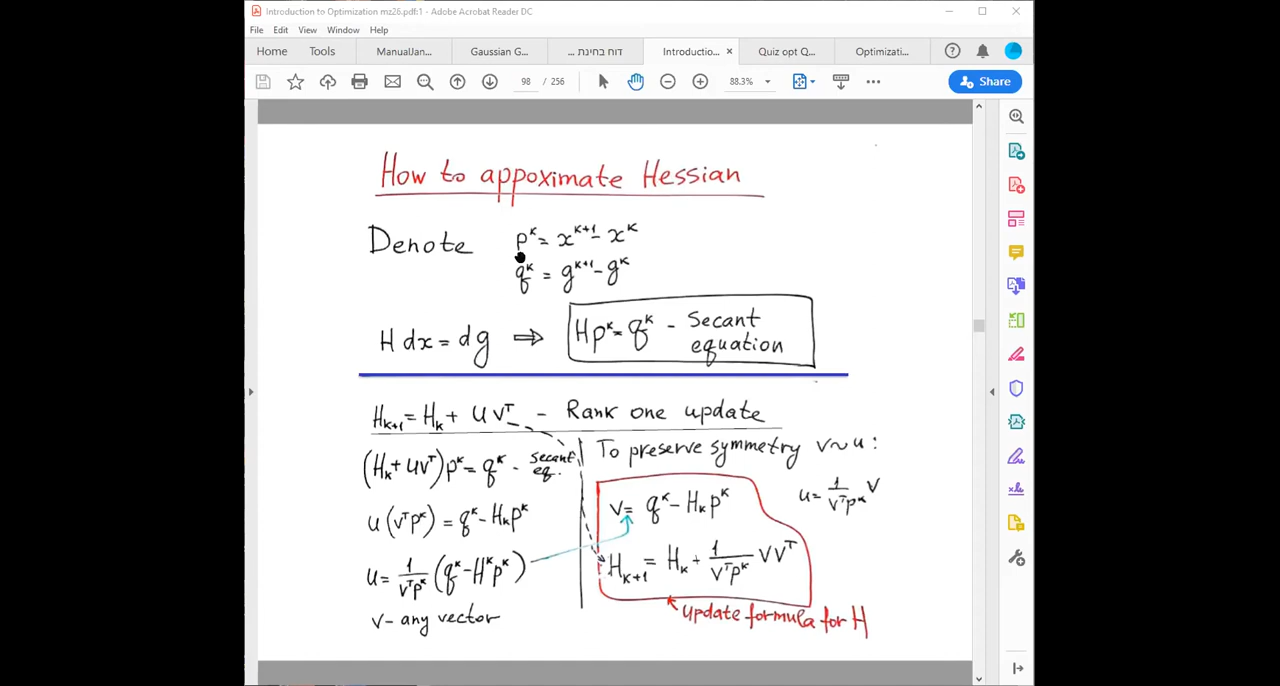 Introduction to Optimization mz26.pdf:1 - Adobe Acrobat Reader DC
File Edit View Window Help
Home Tools ManualJan... Gaussian G... דוח בחינת ... Introductio... × Quiz opt Q... Optimizati...
98 / 256 88.3% Share
How to appoximate Hessian
Denote p^k = x^{k+1} - x^k
q^k = g^{k+1} - g^k
H dx = dg ⇒ Hp^k = q^k - Secant equation
H_{k+1} = H_k + u v^T - Rank one update
(H_k + uv^T) p^k = q^k - secant eq.
u (v^T p^k) = q^k - H_k p^k
u = 1/(v^T p^k) (q^k - H^k p^k)
v - any vector
To preserve symmetry v ~ u :
u = 1/(v^T p^k) v
v = q^k - H_k p^k
H_{k+1} = H_k + 1/(v^T p^k) v v^T
update formula for H